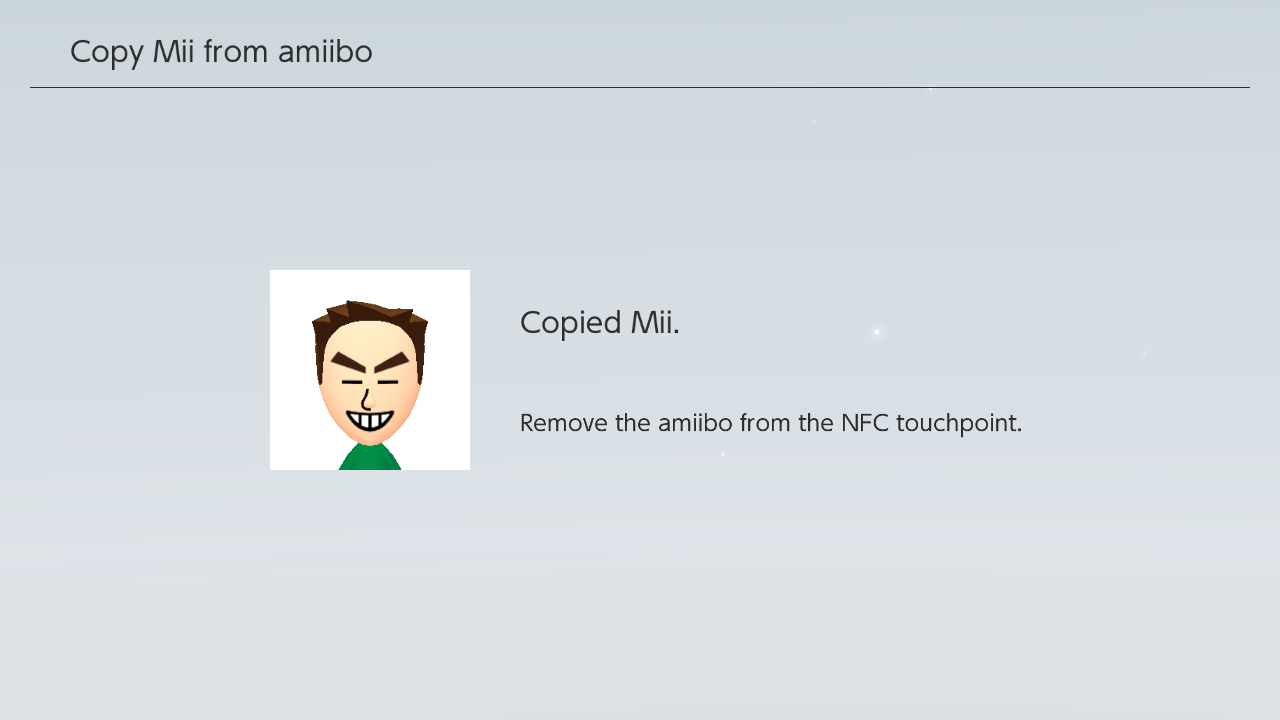 Copy Mii from amiibo
Copied Mii.
Remove the amiibo from the NFC touchpoint.